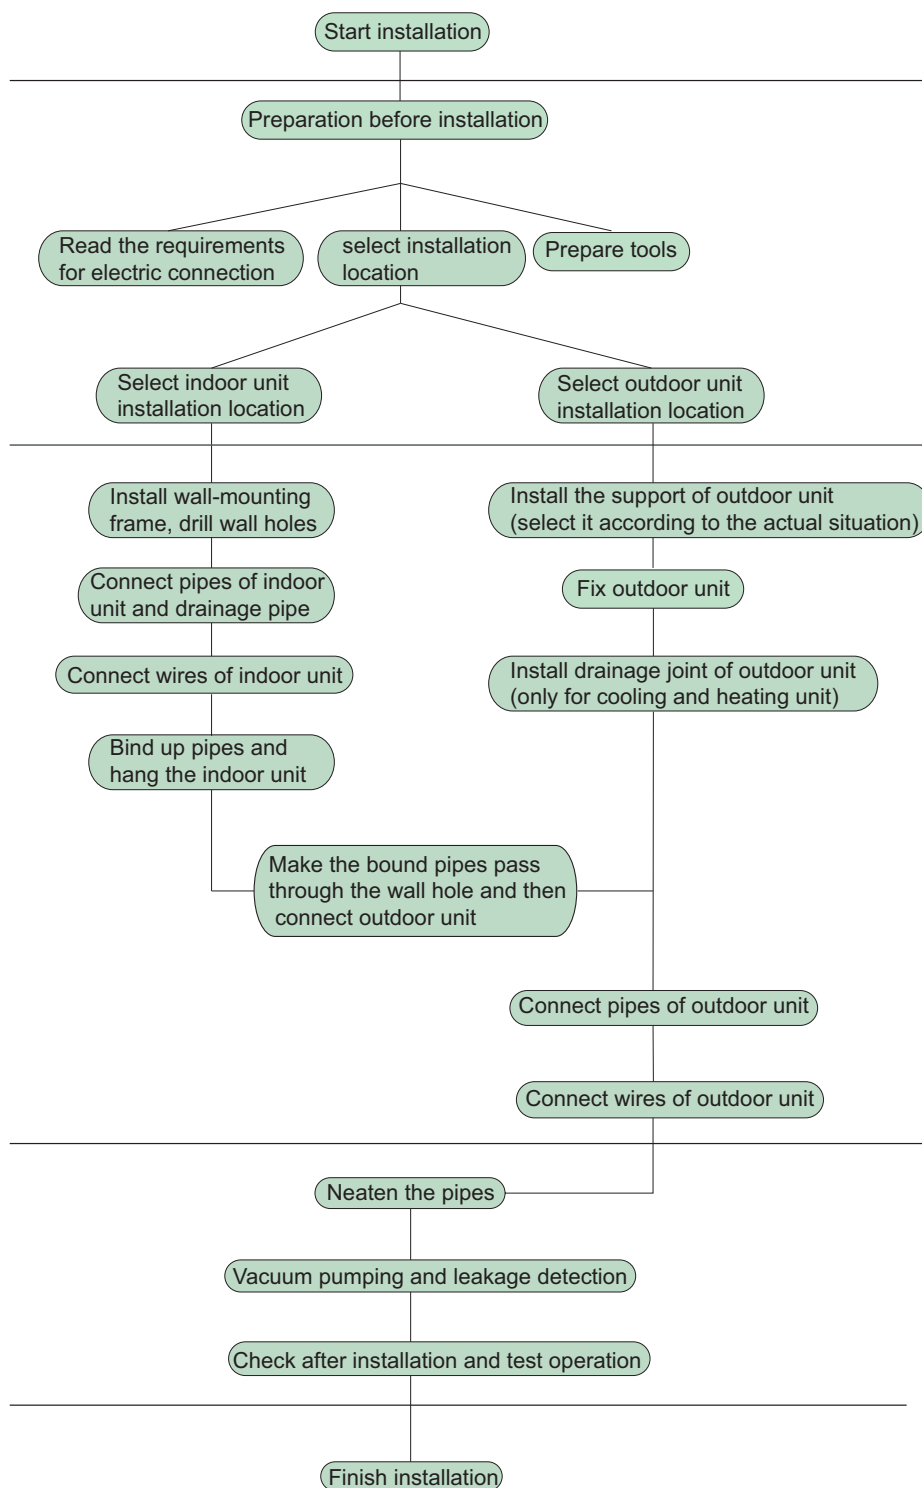 Start installation
Preparation before installation
Read the requirements
for electric connection
select installation
location
Prepare tools
Select indoor unit
installation location
Select outdoor unit
installation location
Install wall-mounting
frame, drill wall holes
Install the support of outdoor unit
(select it according to the actual situation)
Connect pipes of indoor
unit and drainage pipe
Fix outdoor unit
Connect wires of indoor unit
Install drainage joint of outdoor unit
(only for cooling and heating unit)
Bind up pipes and
hang the indoor unit
Make the bound pipes pass
through the wall hole and then
connect outdoor unit
Connect pipes of outdoor unit
Connect wires of outdoor unit
Neaten the pipes
Vacuum pumping and leakage detection
Check after installation and test operation
Finish installation